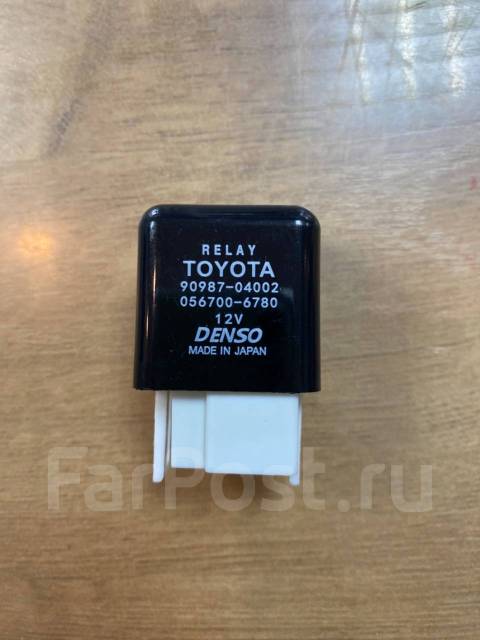 RELAY
TOYOTA
90987-04002
056700-6780
12V
DENSO
MADE IN JAPAN
FarPost.ru